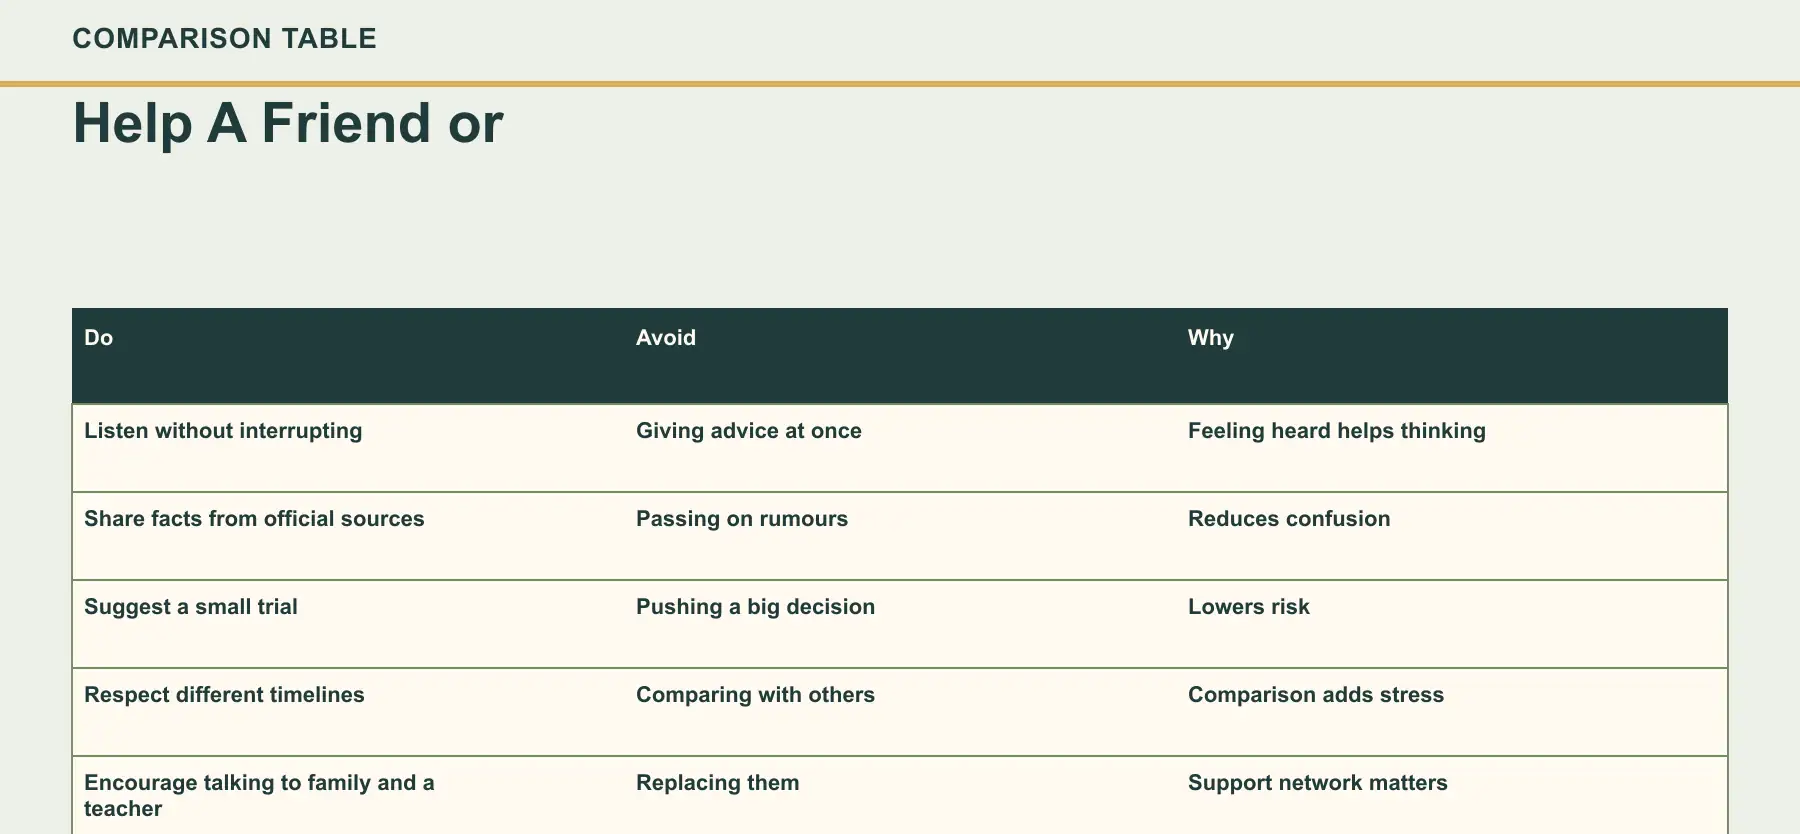 COMPARISON TABLE
Help A Friend or
Do Avoid Why
Listen without interrupting Giving advice at once Feeling heard helps thinking
Share facts from official sources Passing on rumours Reduces confusion
Suggest a small trial Pushing a big decision Lowers risk
Respect different timelines Comparing with others Comparison adds stress
Encourage talking to family and a Replacing them Support network matters
teacher